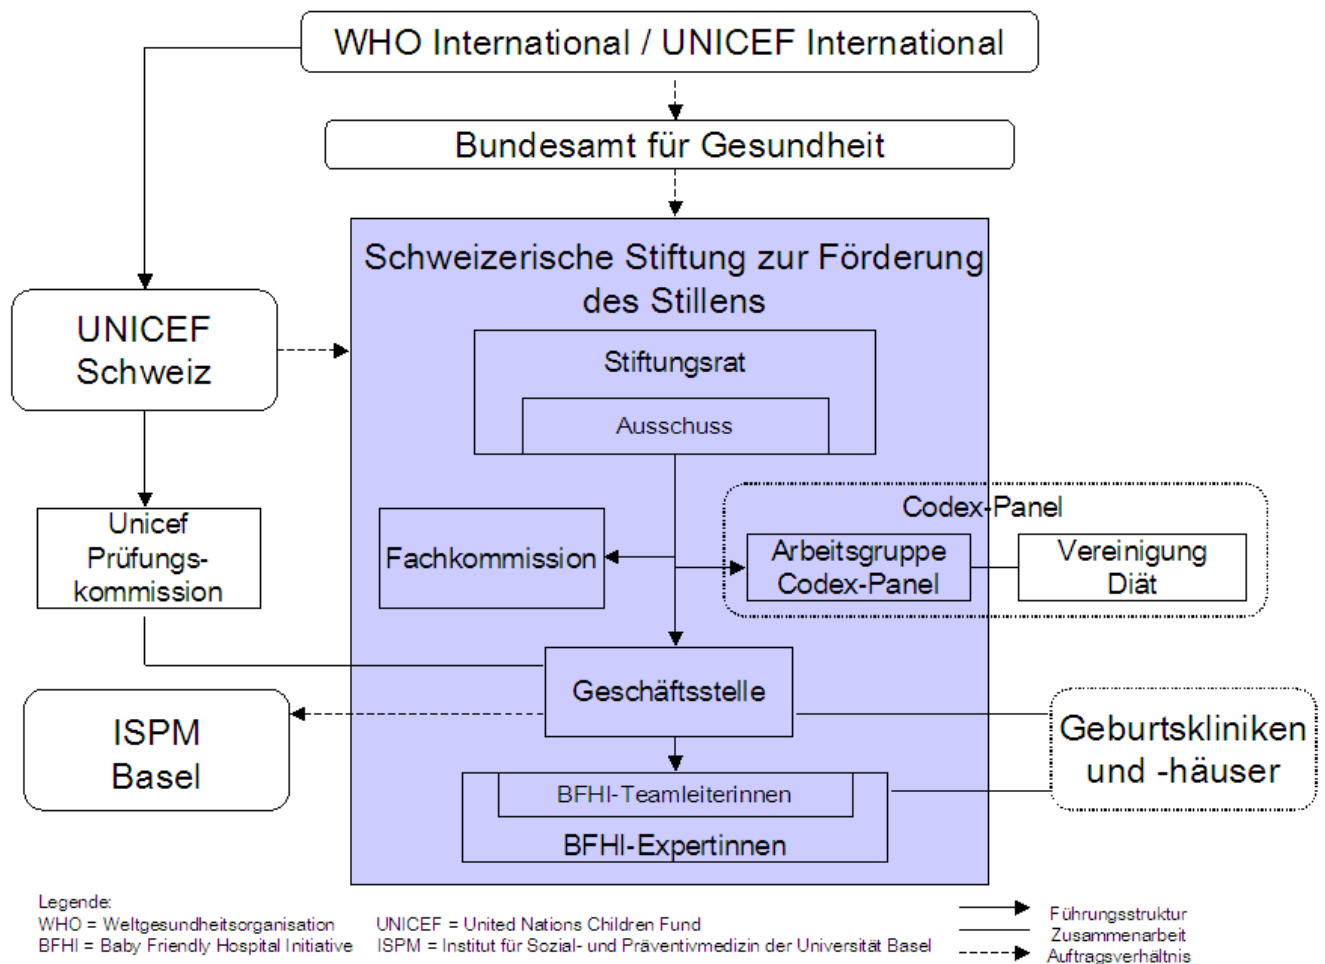 WHO International / UNICEF International
Bundesamt für Gesundheit
Schweizerische Stiftung zur Förderung
des Stillens
UNICEF
Schweiz
Stiftungsrat
Ausschuss
Codex-Panel
Unicef
Prüfungs-
kommission
Fachkommission
Arbeitsgruppe
Codex-Panel
Vereinigung
Diät
Geschäftsstelle
ISPM
Basel
Geburtskliniken
und -häuser
BFHI-Teamleiterinnen
BFHI-Expertinnen
Legende:
WHO = Weltgesundheitsorganisation
UNICEF = United Nations Children Fund
BFHI = Baby Friendly Hospital Initiative
ISPM = Institut für Sozial- und Präventivmedizin der Universität Basel
Führungsstruktur
Zusammenarbeit
Auftragsverhältnis